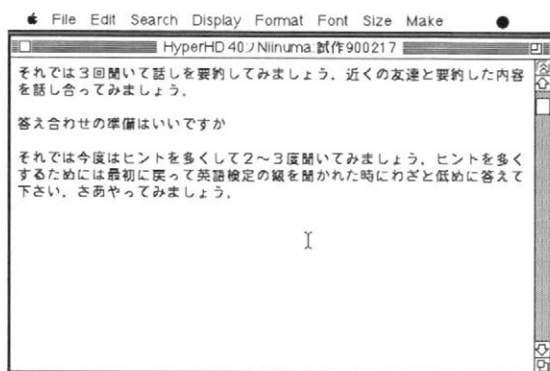 File Edit Search Display Format Font Size Make
HyperHD 40:ﾉNiinuma:試作900217
それでは３回聞いて話しを要約してみましょう．近くの友達と要約した内容
を話し合ってみましょう．
答え合わせの準備はいいですか
それでは今度はヒントを多くして２～３度聞いてみましょう．ヒントを多く
するためには最初に戻って英語検定の級を聞かれた時にわざと低めに答えて
下さい．さあやってみましょう．